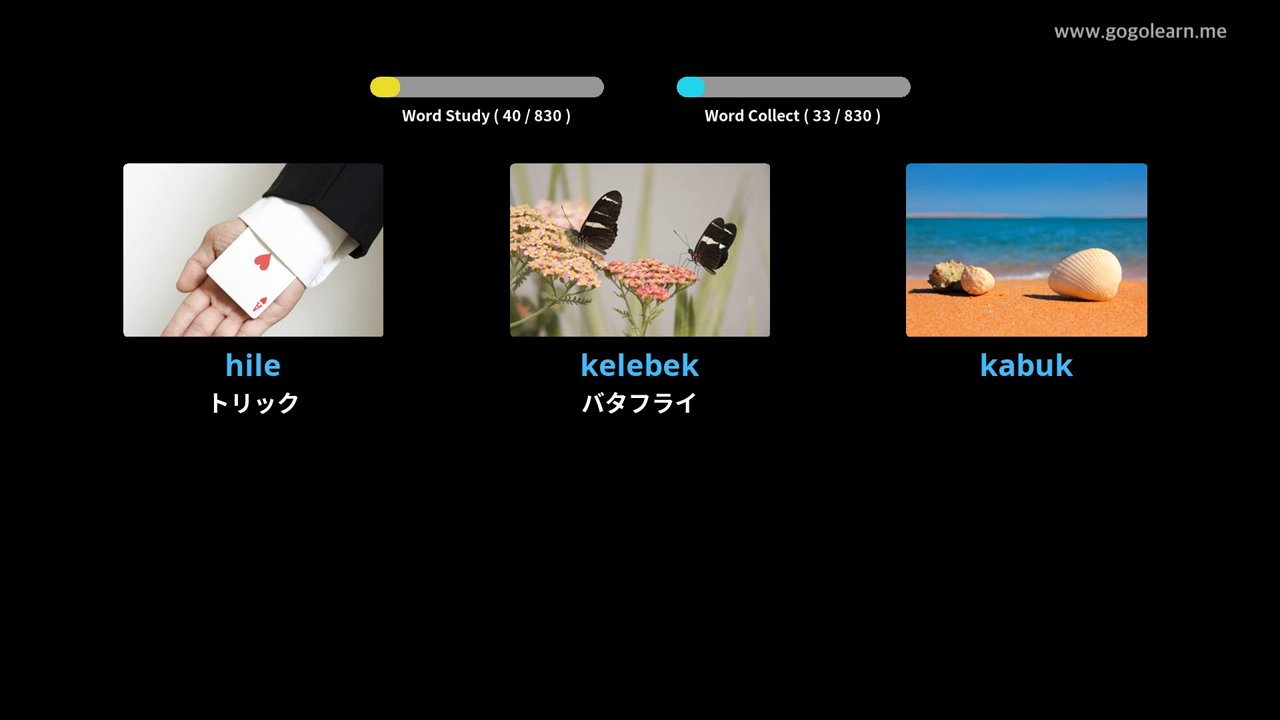 www.gogolearn.me
Word Study ( 40 / 830 )
Word Collect ( 33 / 830 )
A
hile
kelebek
kabuk
トリック
バタフライ